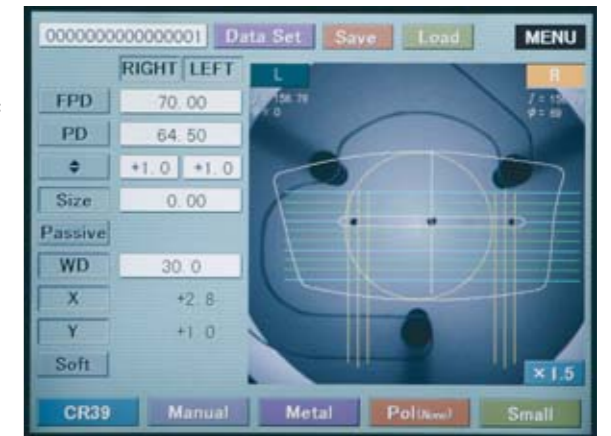 0000000000000001 Data Set Save Load MENU
RIGHT LEFT
L
R
FPD 70.00
PD 64.50
+1.0 +1.0
Size 0.00
Passive
WD 30.0
X +2.8
Y +1.0
Soft
× 1.5
CR39 Manual Metal Pol(None) Small